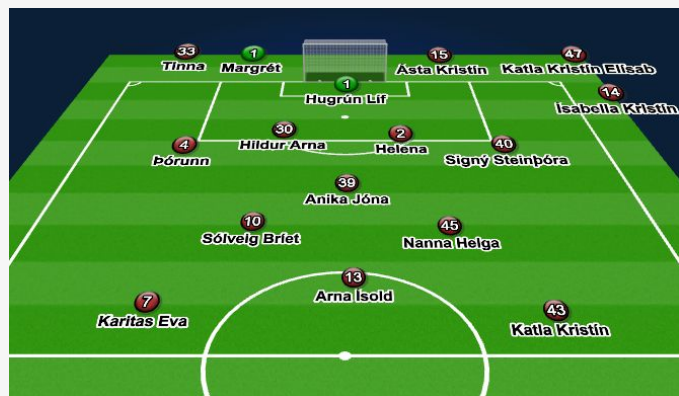 33
Tinna
1
Margrét
15
Ásta Kristín
47
Katla Kristín Elísab
1
Hugrún Líf
14
Ísabella Kristín
30
Hildur Arna
2
Helena
4
Þórunn
40
Signý Steinþóra
39
Anika Jóna
10
Sólveig Bríet
45
Nanna Helga
13
Arna Ísold
7
Karitas Eva
43
Katla Kristín